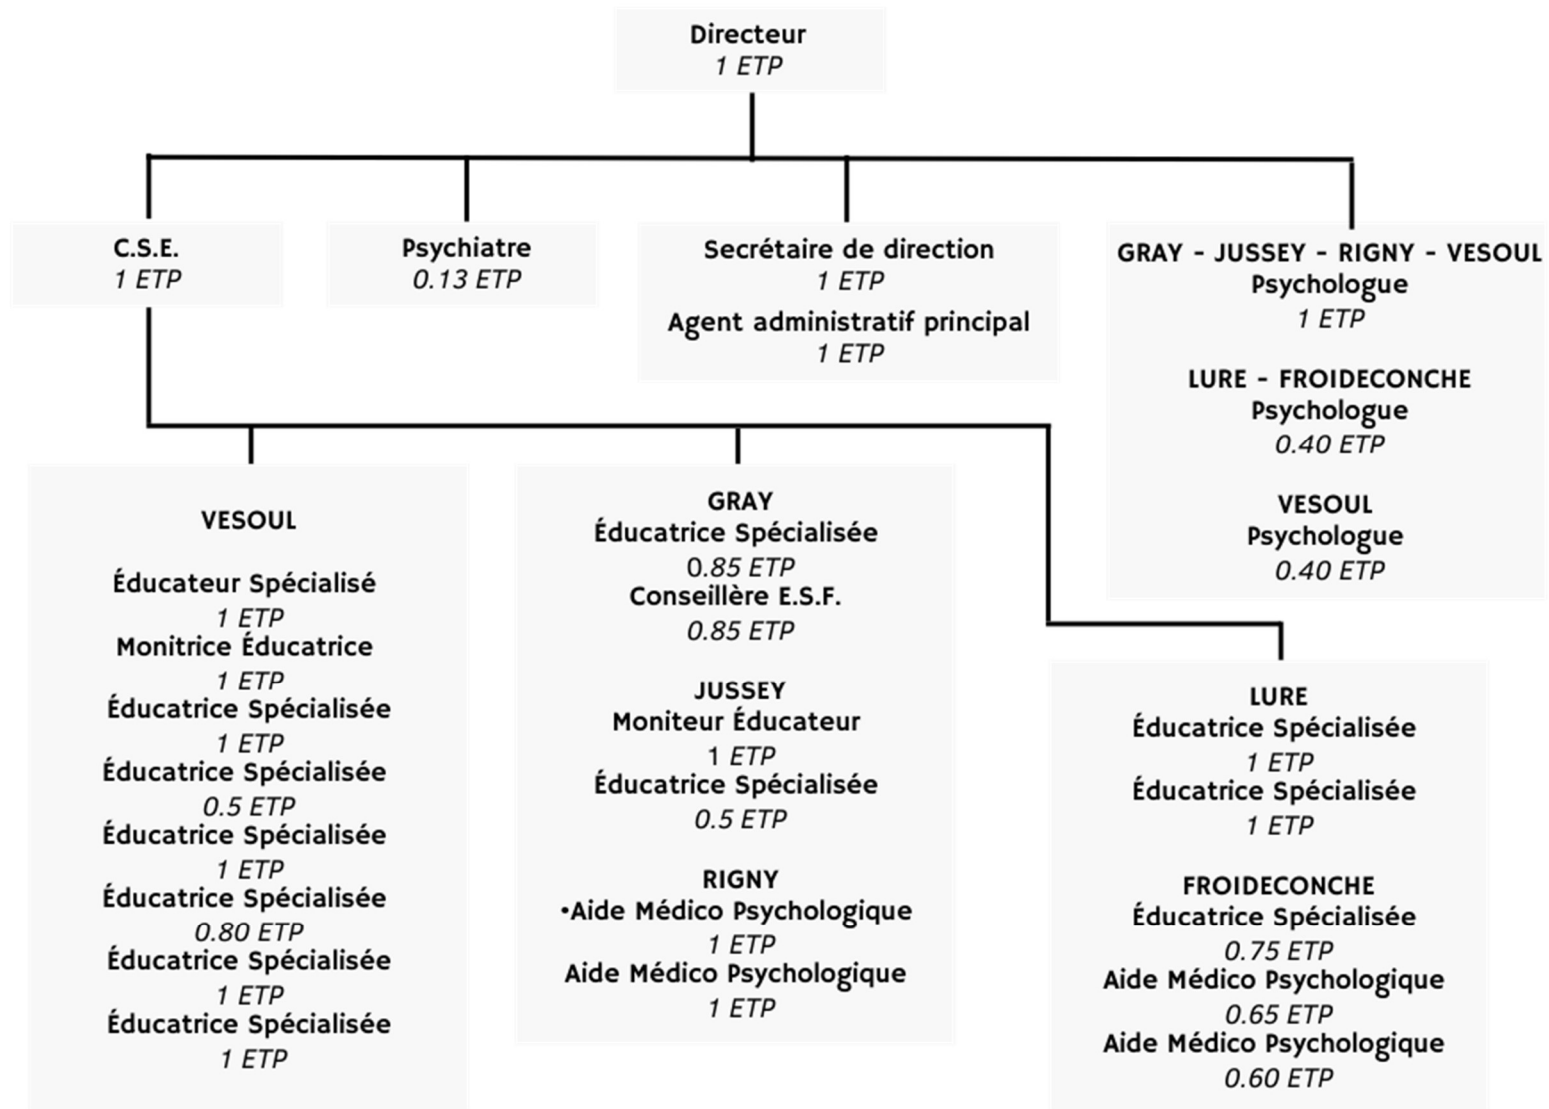 Directeur
1 ETP
C.S.E.
1 ETP
Psychiatre
0.13 ETP
Secrétaire de direction
1 ETP
Agent administratif principal
1 ETP
GRAY - JUSSEY - RIGNY - VESOUL
Psychologue
1 ETP
LURE - FROIDECONCHE
Psychologue
0.40 ETP
VESOUL
Psychologue
0.40 ETP
VESOUL
Éducateur Spécialisé
1 ETP
Monitrice Éducatrice
1 ETP
Éducatrice Spécialisée
1 ETP
Éducatrice Spécialisée
0.5 ETP
Éducatrice Spécialisée
1 ETP
Éducatrice Spécialisée
0.80 ETP
Éducatrice Spécialisée
1 ETP
Éducatrice Spécialisée
1 ETP
GRAY
Éducatrice Spécialisée
0.85 ETP
Conseillère E.S.F.
0.85 ETP
JUSSEY
Moniteur Éducateur
1 ETP
Éducatrice Spécialisée
0.5 ETP
RIGNY
•Aide Médico Psychologique
1 ETP
Aide Médico Psychologique
1 ETP
LURE
Éducatrice Spécialisée
1 ETP
Éducatrice Spécialisée
1 ETP
FROIDECONCHE
Éducatrice Spécialisée
0.75 ETP
Aide Médico Psychologique
0.65 ETP
Aide Médico Psychologique
0.60 ETP